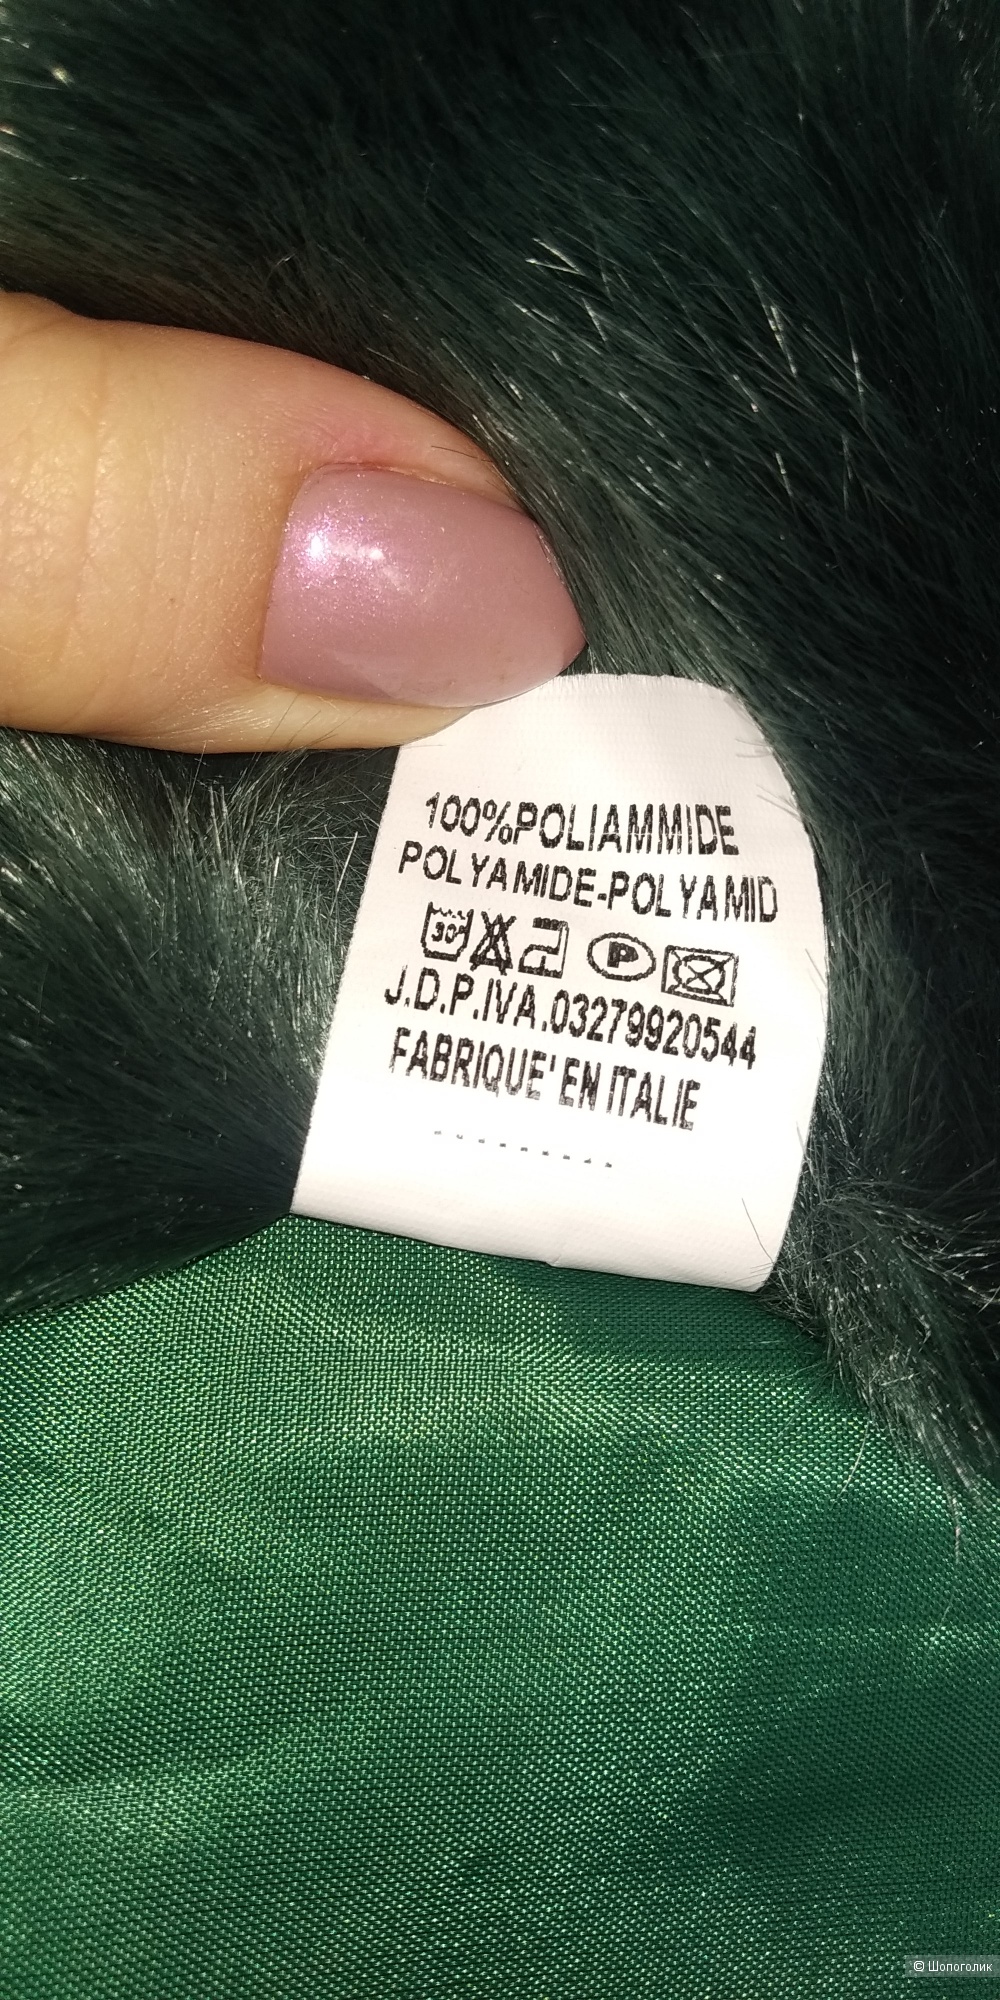 100%POLIAMMIDE
POLYAMIDE-POLYAMID
30° P
J.D.P.IVA.03279920544
FABRIQUE' EN ITALIE
© Шопоголик